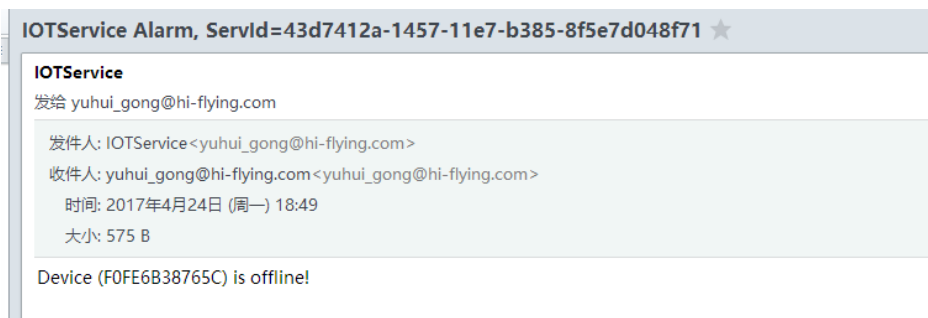 IOTService Alarm, ServId=43d7412a-1457-11e7-b385-8f5e7d048f71
IOTService
发给 yuhui_gong@hi-flying.com
发件人: IOTService<yuhui_gong@hi-flying.com>
收件人: yuhui_gong@hi-flying.com<yuhui_gong@hi-flying.com>
时间: 2017年4月24日 (周一) 18:49
大小: 575 B
Device (F0FE6B38765C) is offline!